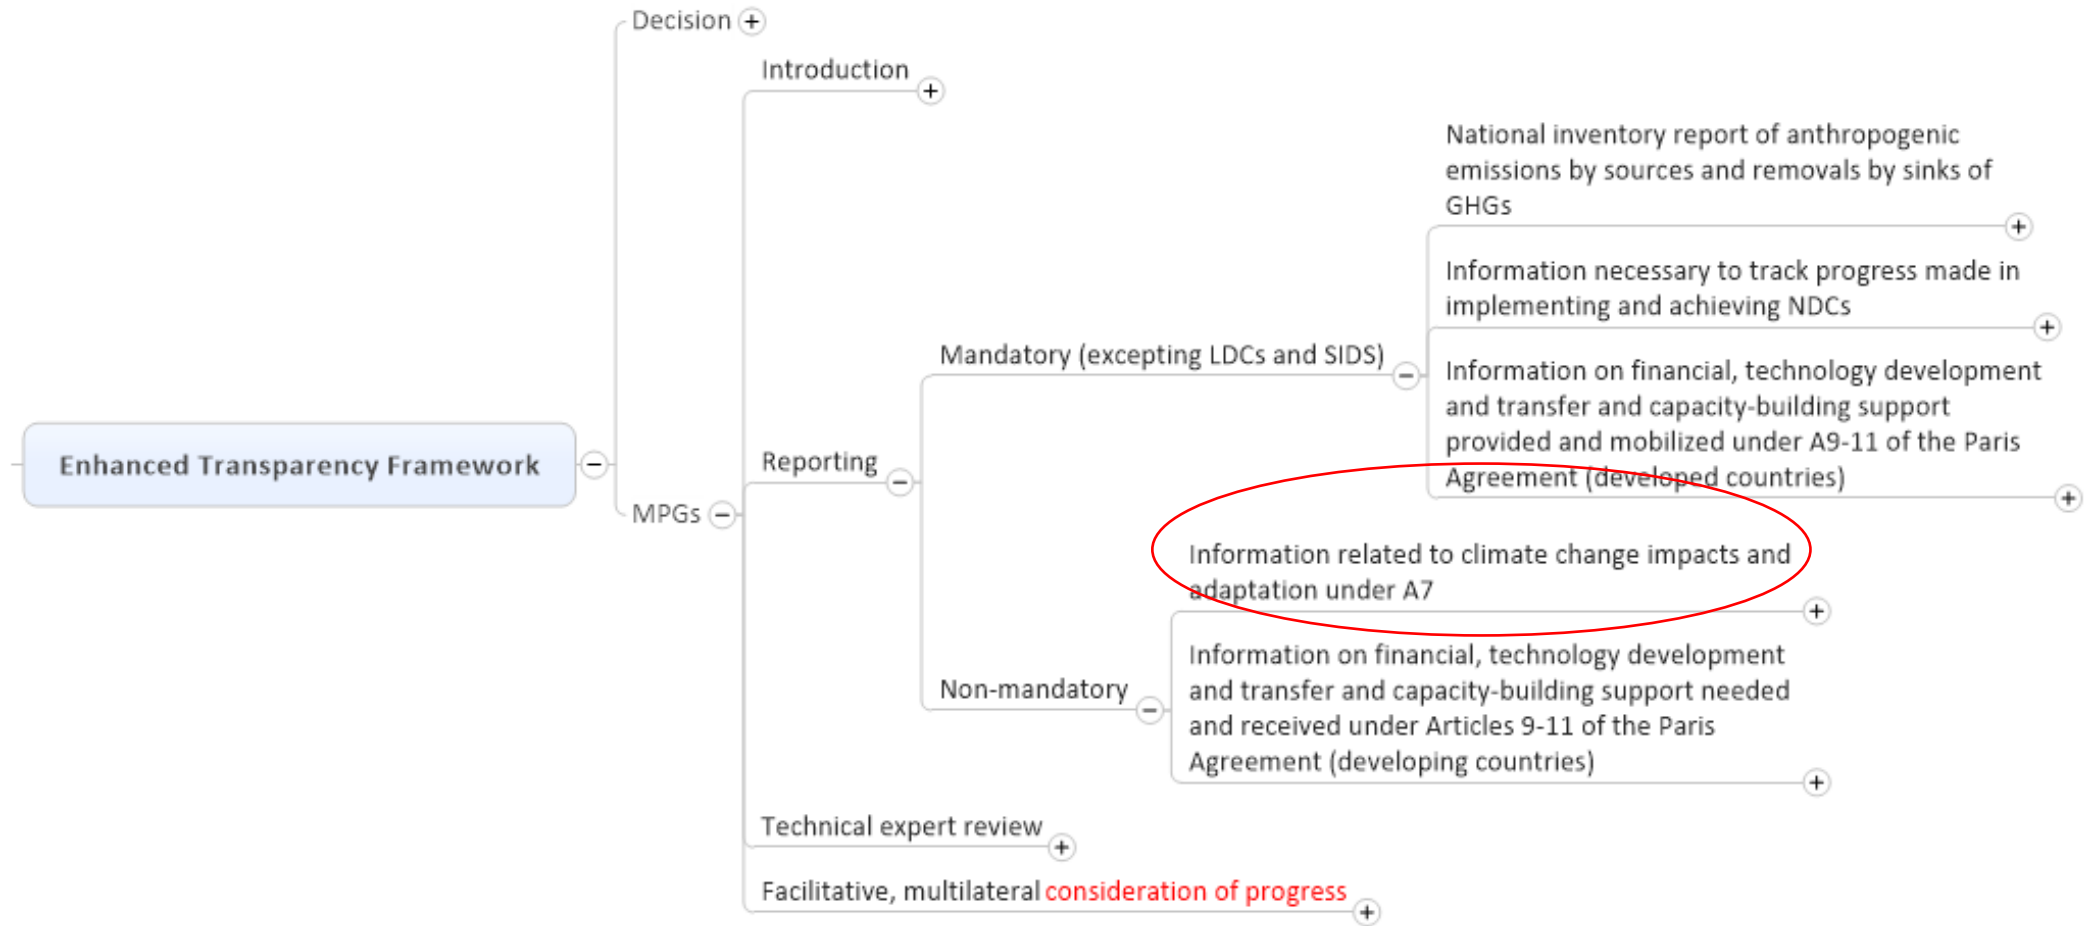 Decision
Introduction
National inventory report of anthropogenic
emissions by sources and removals by sinks of
GHGs
Information necessary to track progress made in
implementing and achieving NDCs
Mandatory (excepting LDCs and SIDS)
Information on financial, technology development
and transfer and capacity-building support
provided and mobilized under A9-11 of the Paris
Agreement (developed countries)
Enhanced Transparency Framework
Reporting
MPGs
Information related to climate change impacts and
adaptation under A7
Non-mandatory
Information on financial, technology development
and transfer and capacity-building support needed
and received under Articles 9-11 of the Paris
Agreement (developing countries)
Technical expert review
Facilitative, multilateral consideration of progress